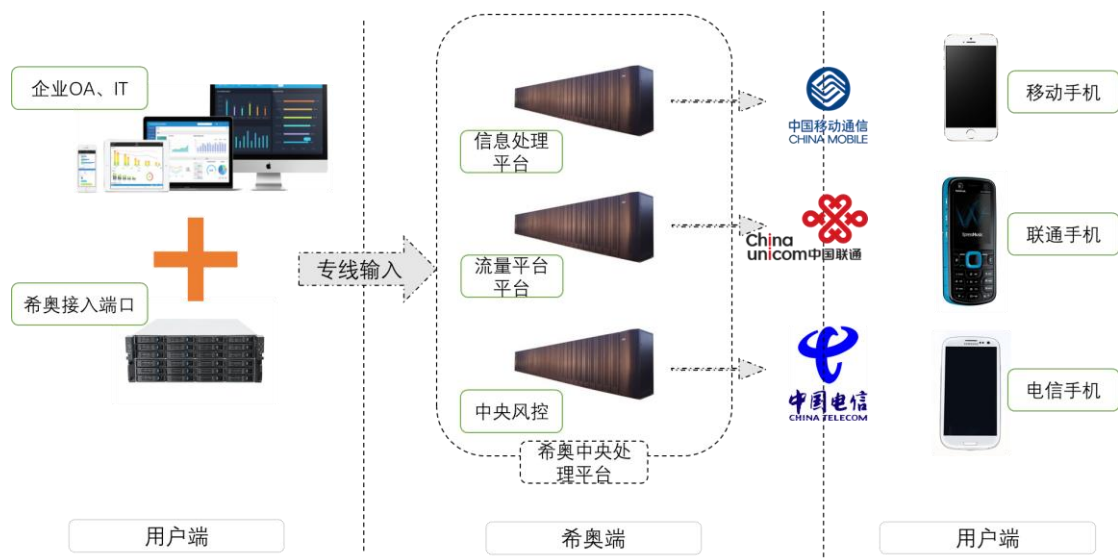 企业OA、IT
希奥接入端口
用户端
专线输入
信息处理
平台
流量平台
平台
中央风控
希奥中央处
理平台
希奥端
中国移动通信
CHINA MOBILE
China
unicom中国联通
中国电信
CHINA TELECOM
移动手机
联通手机
电信手机
用户端